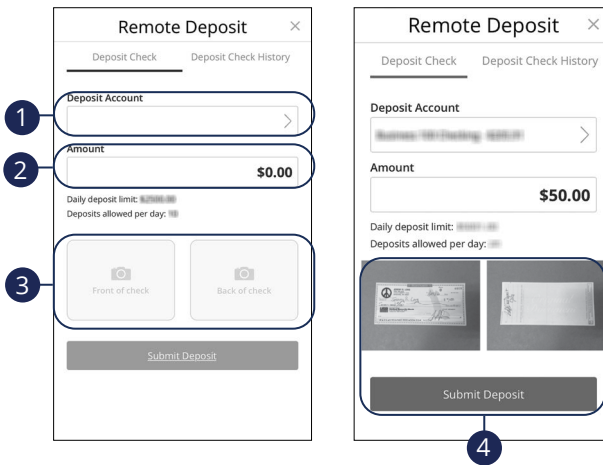 Remote Deposit
Deposit Check Deposit Check History
1
Deposit Account
2
Amount
$0.00
Daily deposit limit:
Deposits allowed per day:
3
Front of check Back of check
Submit Deposit
Remote Deposit
Deposit Check Deposit Check History
Deposit Account
Amount
$50.00
Daily deposit limit:
Deposits allowed per day:
Submit Deposit
4